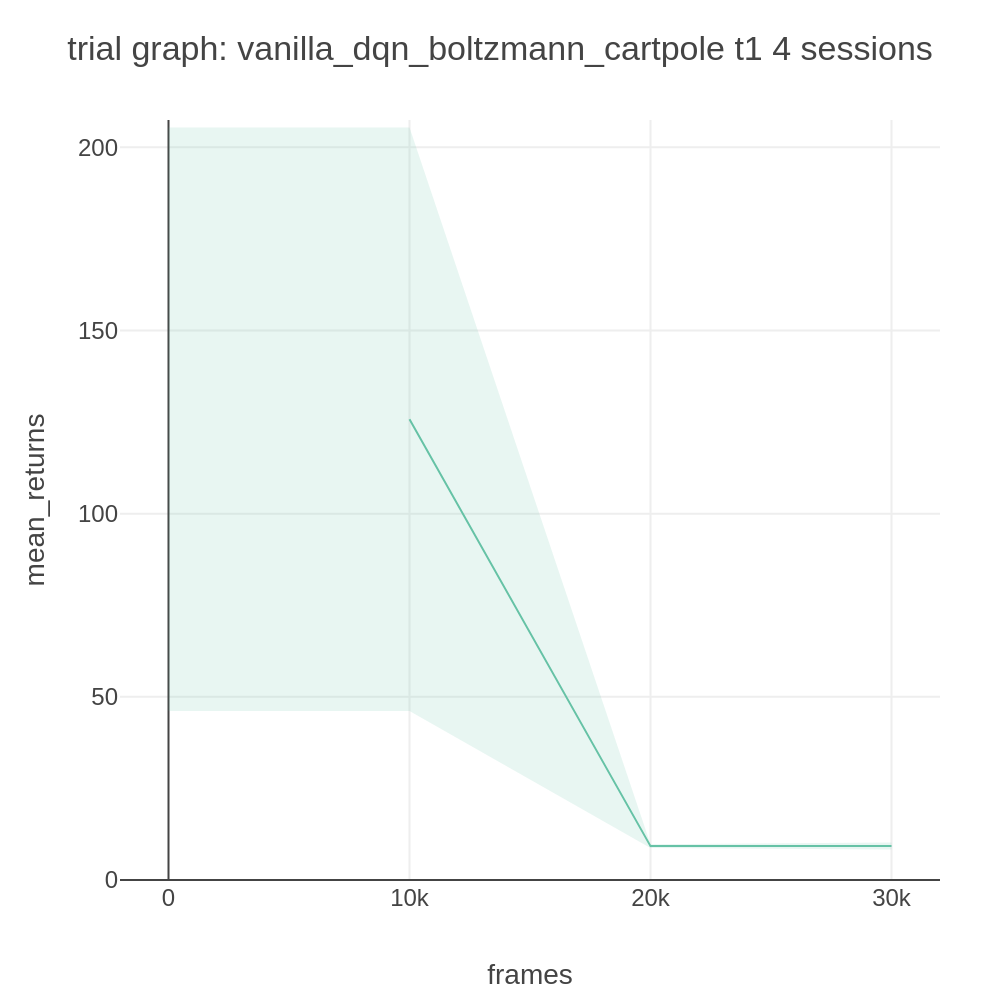 trial graph: vanilla_dqn_boltzmann_cartpole t1 4 sessions
200
150
100
50
0
mean_returns
0 10k 20k 30k
frames